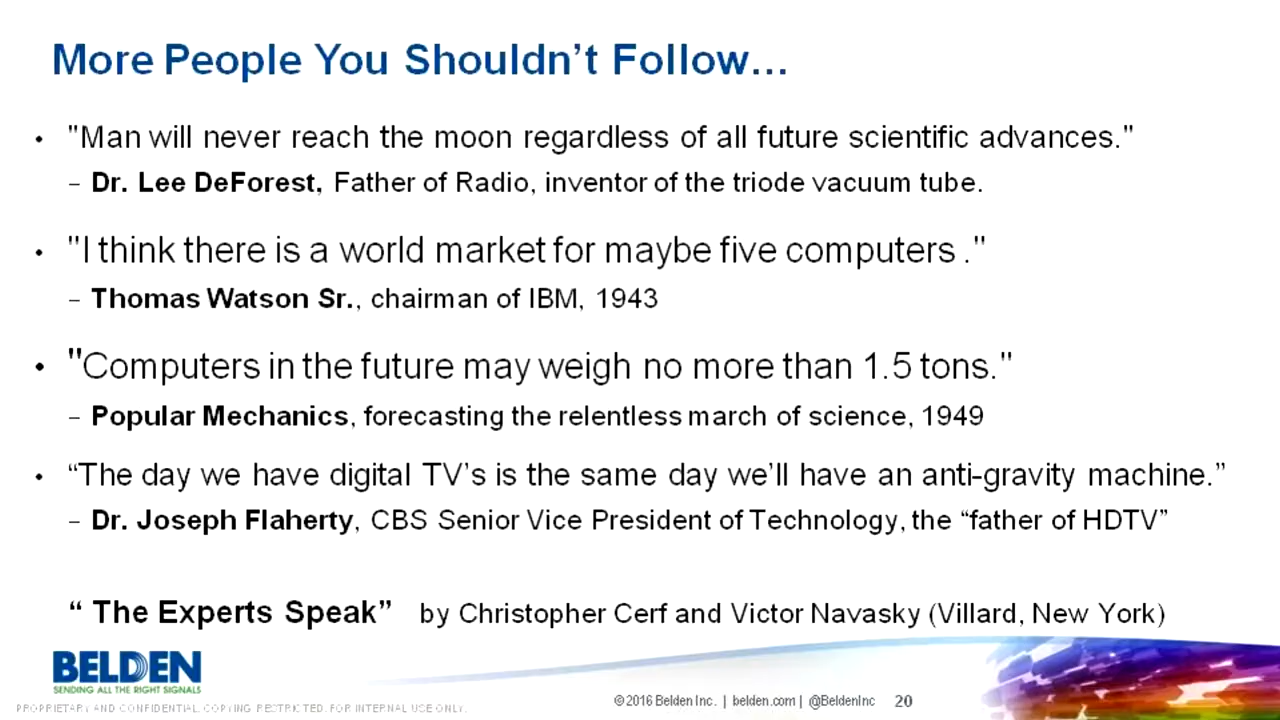 More People You Shouldn't Follow...
• "Man will never reach the moon regardless of all future scientific advances."
– Dr. Lee DeForest, Father of Radio, inventor of the triode vacuum tube.
• "I think there is a world market for maybe five computers ."
– Thomas Watson Sr., chairman of IBM, 1943
• "Computers in the future may weigh no more than 1.5 tons."
– Popular Mechanics, forecasting the relentless march of science, 1949
• “The day we have digital TV’s is the same day we’ll have an anti-gravity machine.”
– Dr. Joseph Flaherty, CBS Senior Vice President of Technology, the “father of HDTV”
“ The Experts Speak” by Christopher Cerf and Victor Navasky (Villard, New York)
BELDEN
SENDING ALL THE RIGHT SIGNALS
PROPRIETARY AND CONFIDENTIAL. COPYING RESTRICTED. FOR INTERNAL USE ONLY.
©2016 Belden Inc. | belden.com | @BeldenInc 20